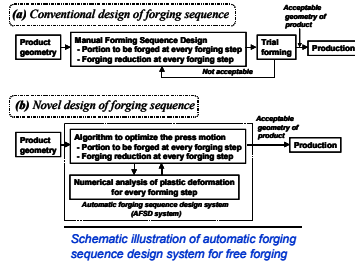 (a) Conventional design of forging sequence
Acceptable
geometry of
product
Product
geometry
Manual Forming Sequence Design
- Portion to be forged at every forging step
- Forging reduction at every forging step
Trial
forming
Production
Not acceptable
(b) Novel design of forging sequence
Acceptable
geometry of
product
Product
geometry
Algorithm to optimize the press motion
- Portion to be forged at every forging step
- Forging reduction at every forging step
Production
Numerical analysis of plastic deformation
for every forming step
Automatic forging sequence design system
(AFSD system)
Schematic illustration of automatic forging
sequence design system for free forging